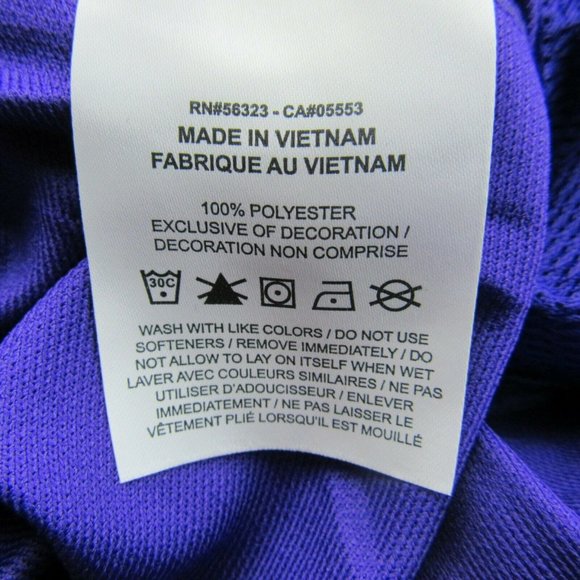 RN#56323 - CA#05553
MADE IN VIETNAM
FABRIQUE AU VIETNAM
100% POLYESTER
EXCLUSIVE OF DECORATION /
DECORATION NON COMPRISE
30C
WASH WITH LIKE COLORS / DO NOT USE
SOFTENERS / REMOVE IMMEDIATELY / DO
NOT ALLOW TO LAY ON ITSELF WHEN WET
LAVER AVEC COULEURS SIMILAIRES / NE PAS
UTILISER D'ADOUCISSEUR / ENLEVER
IMMEDIATEMENT / NE PAS LAISSER LE
VÊTEMENT PLIÉ LORSQU'IL EST MOUILLÉ